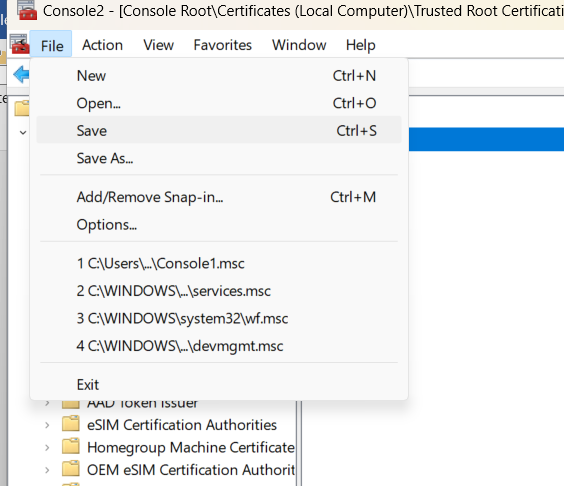 Console2 - [Console Root\Certificates (Local Computer)\Trusted Root Certificati
File Action View Favorites Window Help
New Ctrl+N
Open... Ctrl+O
Save Ctrl+S
Save As...
Add/Remove Snap-in... Ctrl+M
Options...
1 C:\Users\...\Console1.msc
2 C:\WINDOWS\...\services.msc
3 C:\WINDOWS\system32\wf.msc
4 C:\WINDOWS\...\devmgmt.msc
Exit
AAD Token Issuer
eSIM Certification Authorities
Homegroup Machine Certificate
OEM eSIM Certification Authorit